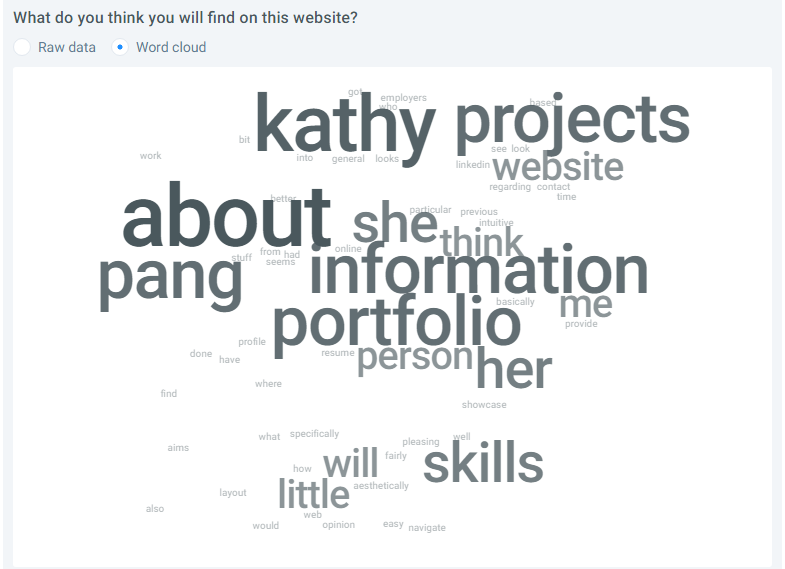 What do you think you will find on this website?
Raw data Word cloud
got employers
who based
kathy projects
bit
see look
work into general looks linkedin website
regarding contact
time
better
about she particular previous
intuitive
think
stuff from had online
seems
pang information
basically me
portfolio provide
profile
done have resume person her
where
find
showcase
what specifically
pleasing well
aims
will fairly skills
how
little aesthetically
layout
also web
would opinion easy navigate